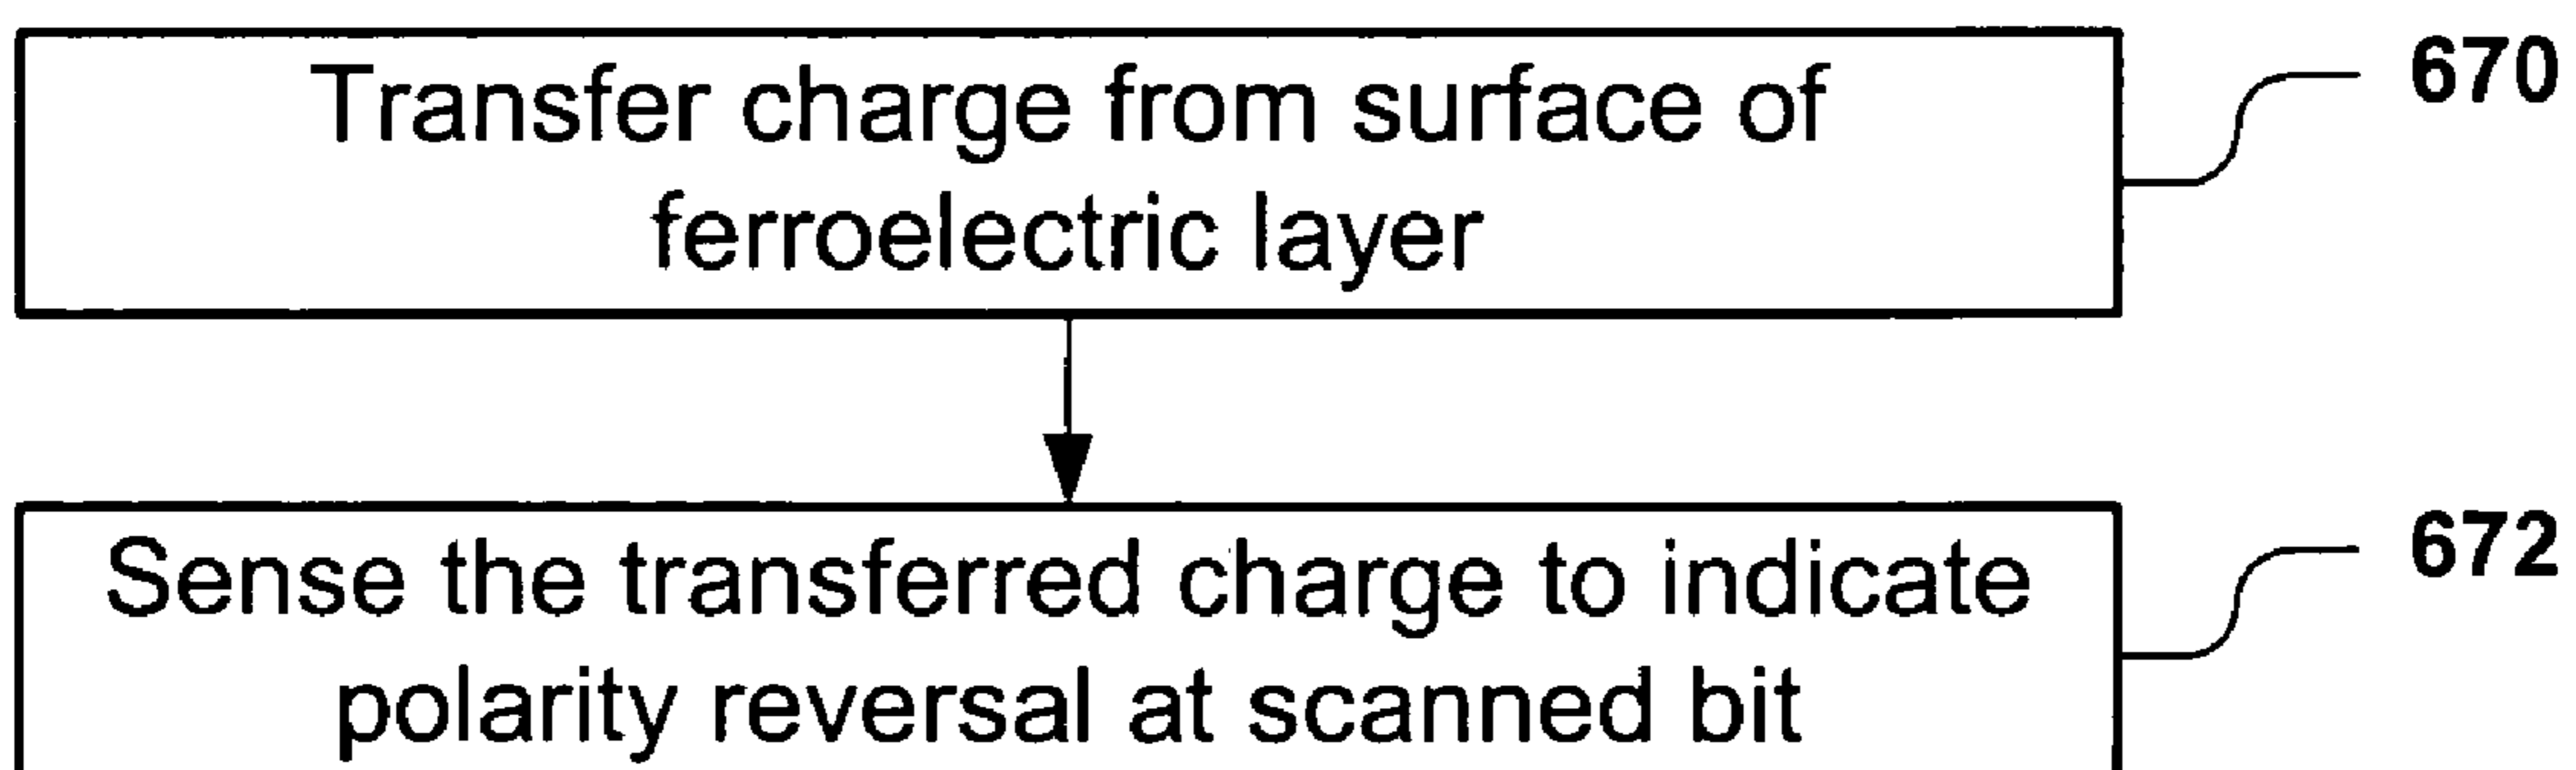 Transfer charge from surface of
ferroelectric layer
670
Sense the transferred charge to indicate
polarity reversal at scanned bit
672